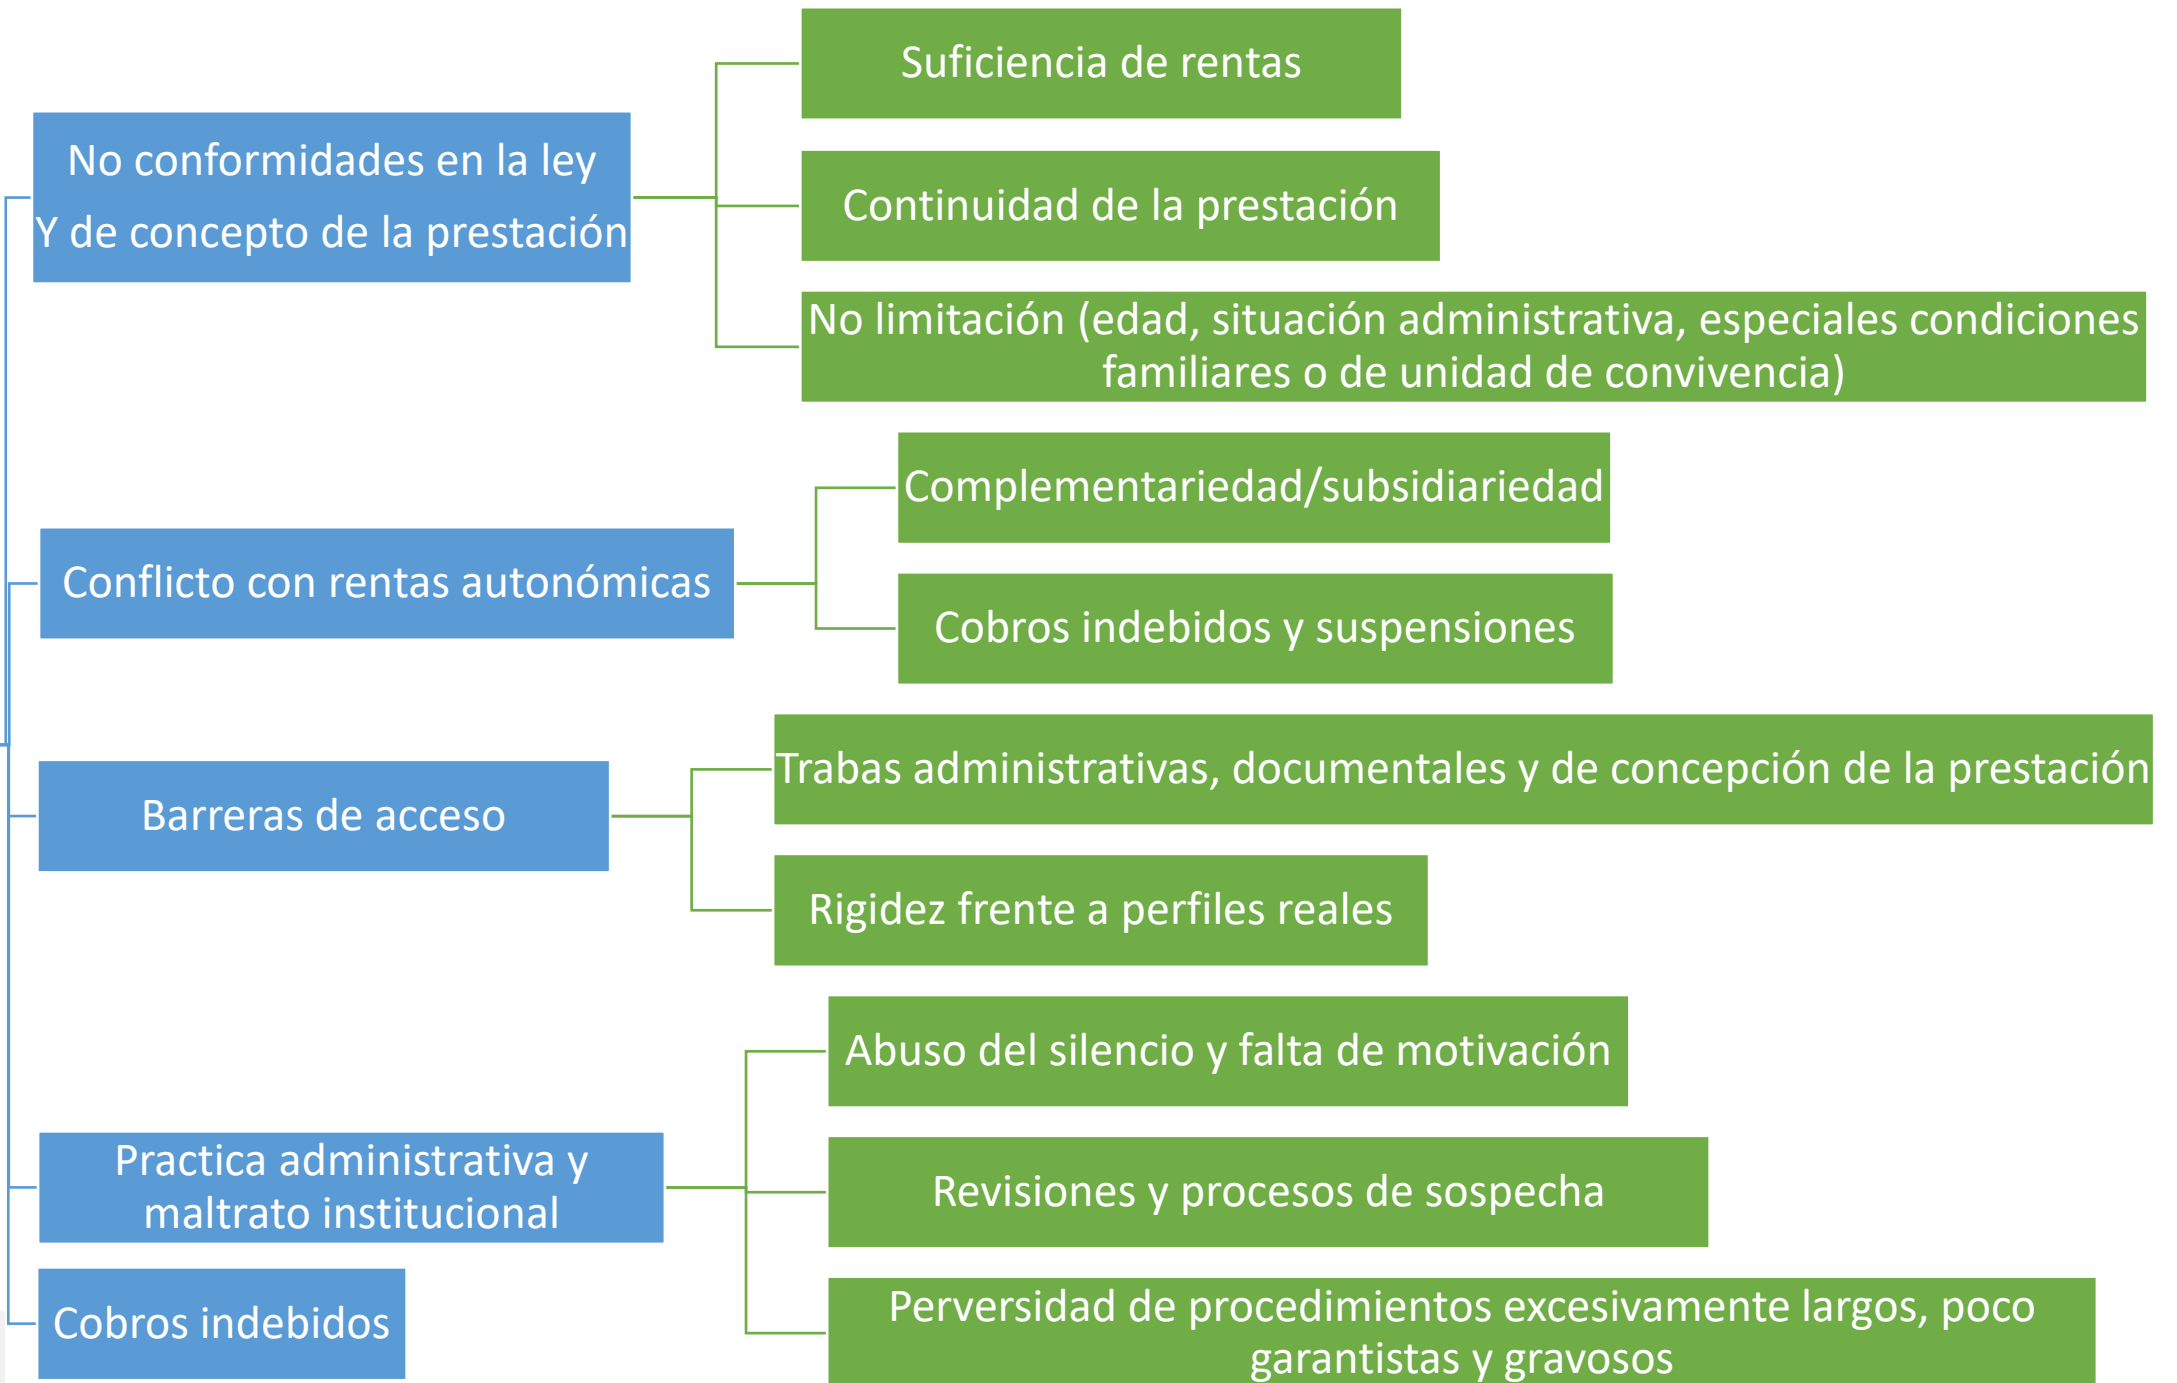 No conformidades en la ley
Y de concepto de la prestación
Suficiencia de rentas
Continuidad de la prestación
No limitación (edad, situación administrativa, especiales condiciones
familiares o de unidad de convivencia)
Conflicto con rentas autonómicas
Complementariedad/subsidiariedad
Cobros indebidos y suspensiones
Barreras de acceso
Trabas administrativas, documentales y de concepción de la prestación
Rigidez frente a perfiles reales
Practica administrativa y
maltrato institucional
Abuso del silencio y falta de motivación
Revisiones y procesos de sospecha
Perversidad de procedimientos excesivamente largos, poco
garantistas y gravosos
Cobros indebidos